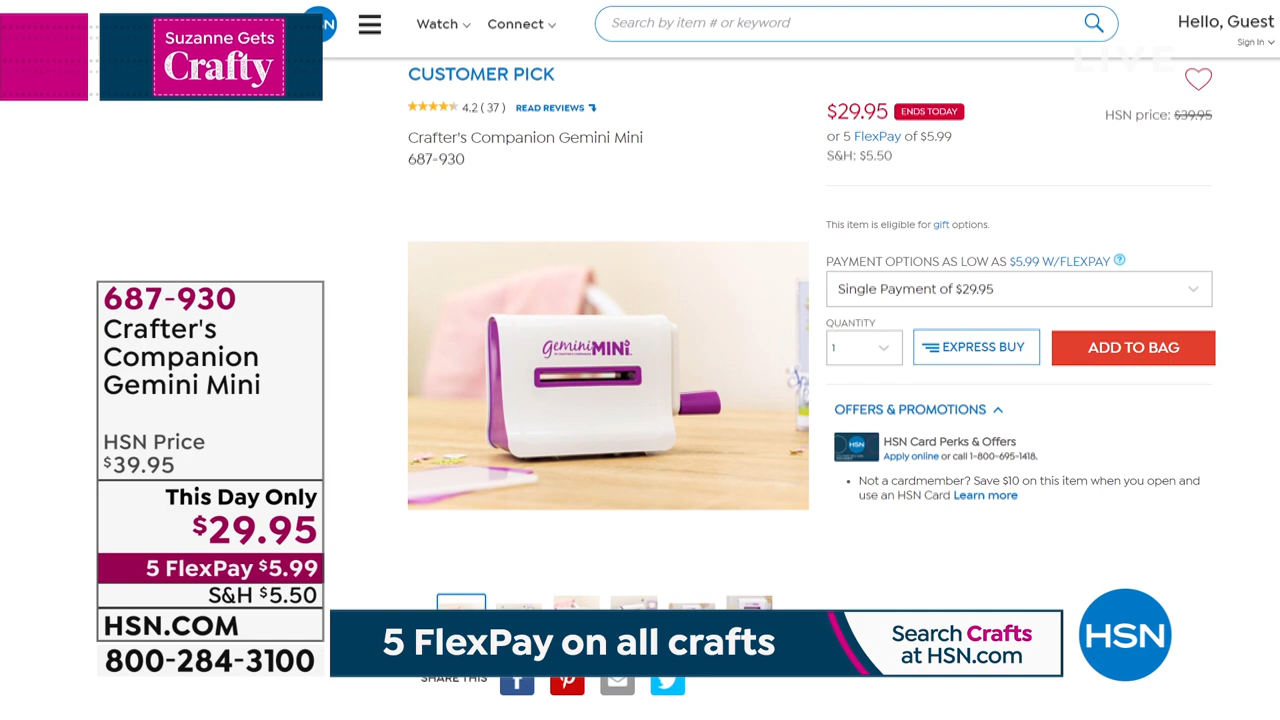 Suzanne Gets
Crafty
Watch
Connect
Search by item # or keyword
Hello, Guest
Sign In
LIVE
CUSTOMER PICK
4.2 ( 37 ) READ REVIEWS
Crafter's Companion Gemini Mini
687-930
$29.95 ENDS TODAY
HSN price: $39.95
or 5 FlexPay of $5.99
S&H: $5.50
This item is eligible for gift options.
PAYMENT OPTIONS AS LOW AS $5.99 W/FLEXPAY
Single Payment of $29.95
QUANTITY
1
EXPRESS BUY
ADD TO BAG
OFFERS & PROMOTIONS
HSN
HSN Card Perks & Offers
Apply online or call 1-800-695-1418.
• Not a cardmember? Save $10 on this item when you open and
use an HSN Card Learn more
gemini MINI
687-930
Crafter's
Companion
Gemini Mini
HSN Price
$39.95
This Day Only
$29.95
5 FlexPay $5.99
S&H $5.50
HSN.COM
800-284-3100
5 FlexPay on all crafts
Search Crafts
at HSN.com
HSN
SHARE THIS